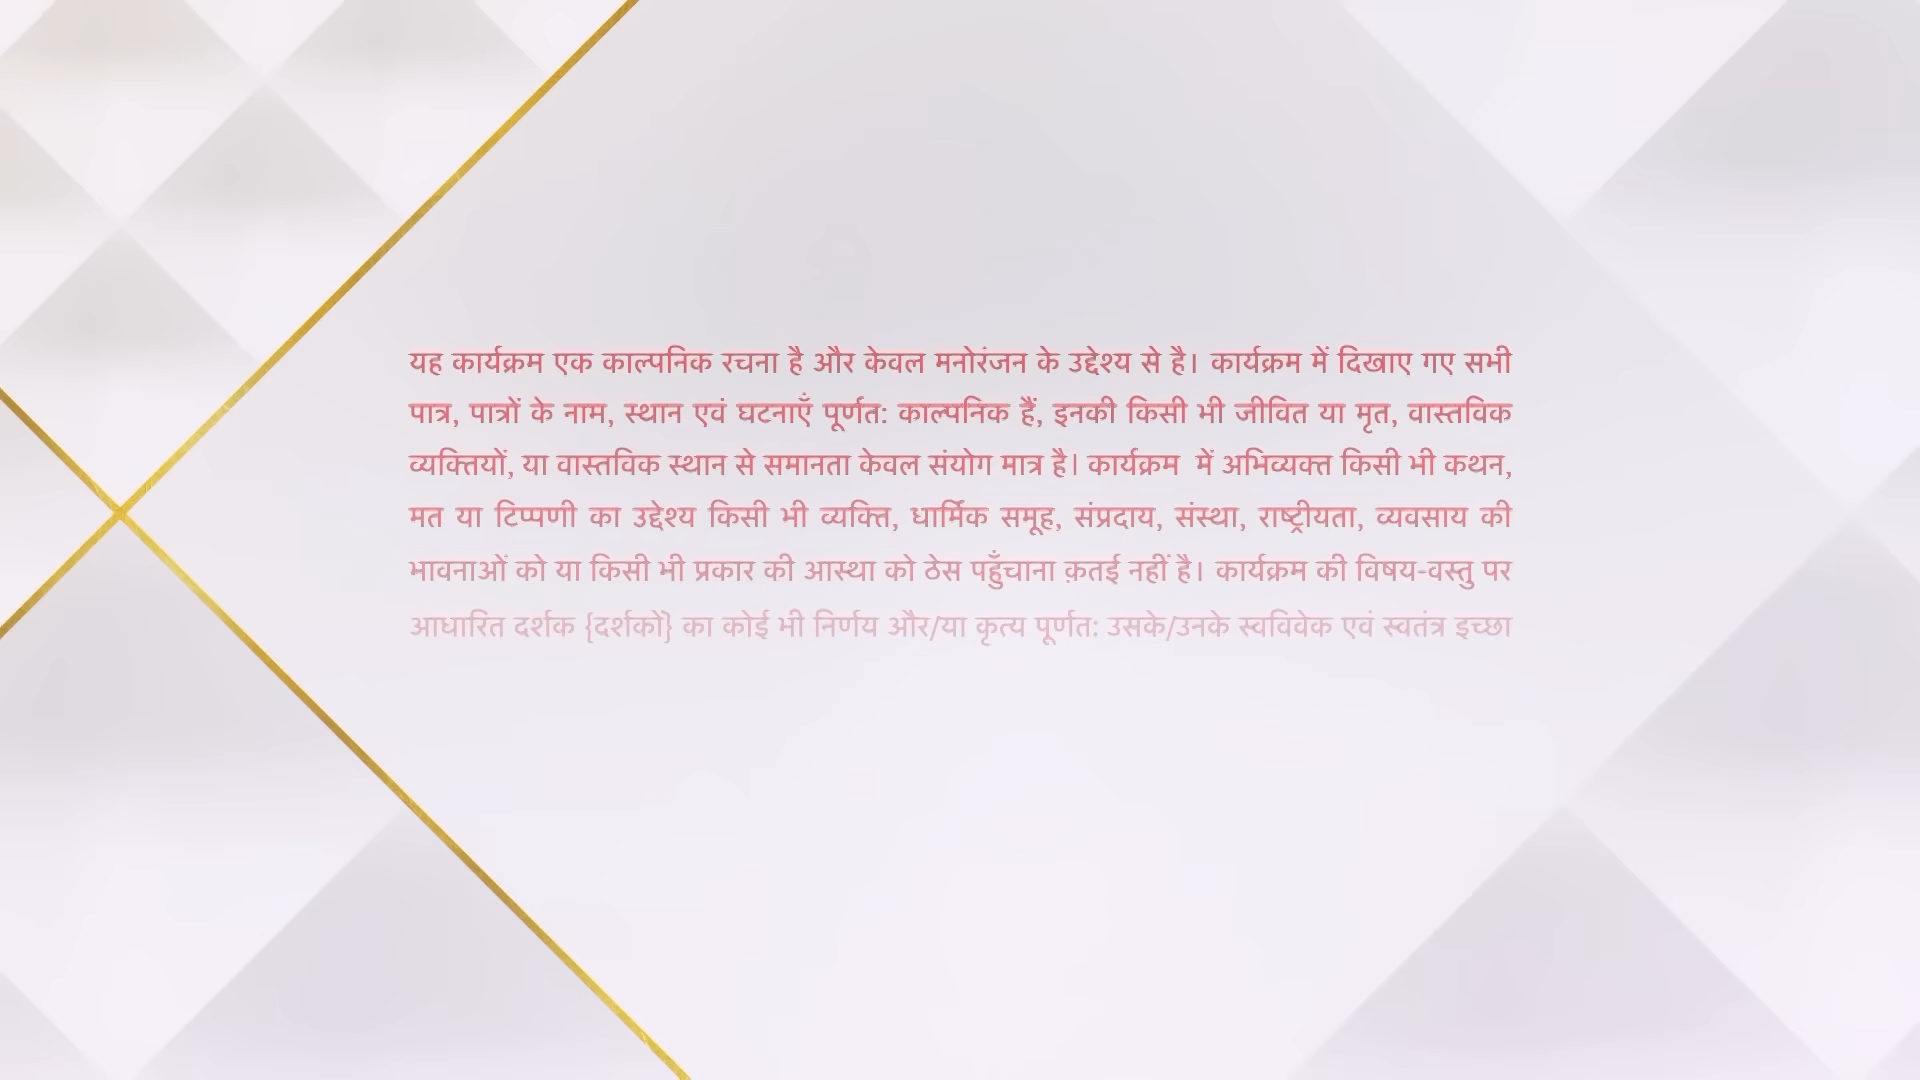 यह कार्यक्रम एक काल्पनिक रचना है और केवल मनोरंजन के उद्देश्य से है। कार्यक्रम में दिखाए गए सभी
पात्र, पात्रों के नाम, स्थान एवं घटनाएँ पूर्णत: काल्पनिक हैं, इनकी किसी भी जीवित या मृत, वास्तविक
व्यक्तियों, या वास्तविक स्थान से समानता केवल संयोग मात्र है। कार्यक्रम में अभिव्यक्त किसी भी कथन,
मत या टिप्पणी का उद्देश्य किसी भी व्यक्ति, धार्मिक समूह, संप्रदाय, संस्था, राष्ट्रीयता, व्यवसाय की
भावनाओं को या किसी भी प्रकार की आस्था को ठेस पहुँचाना क़तई नहीं है। कार्यक्रम की विषय-वस्तु पर
आधारित दर्शक {दर्शकों} का कोई भी निर्णय और/या कृत्य पूर्णत: उसके/उनके स्वविवेक एवं स्वतंत्र इच्छा